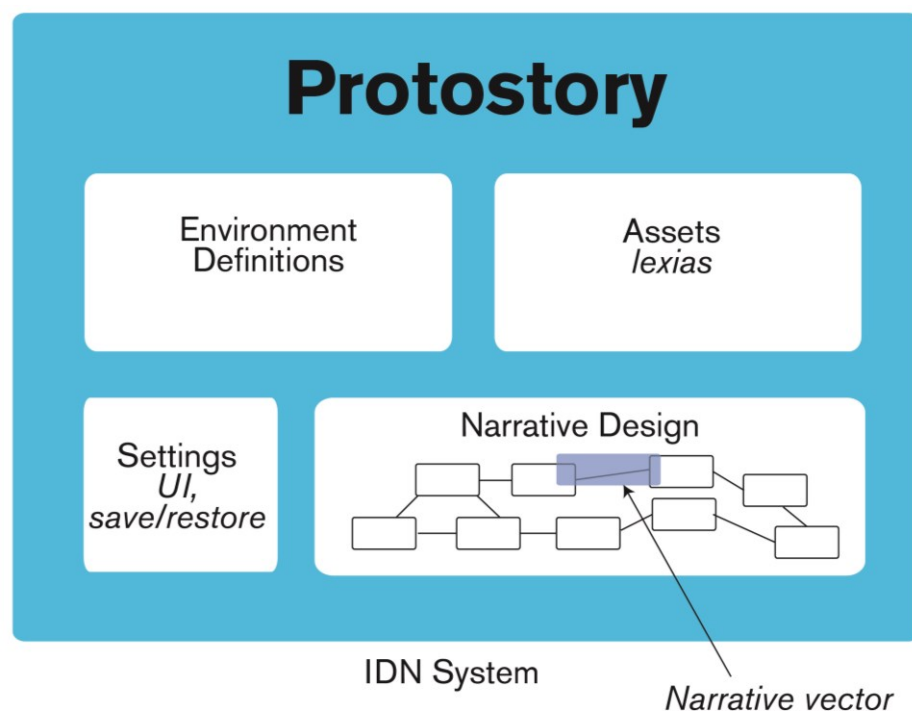 Protostory
Environment
Definitions
Assets
lexias
Settings
UI,
save/restore
Narrative Design
IDN System
Narrative vector